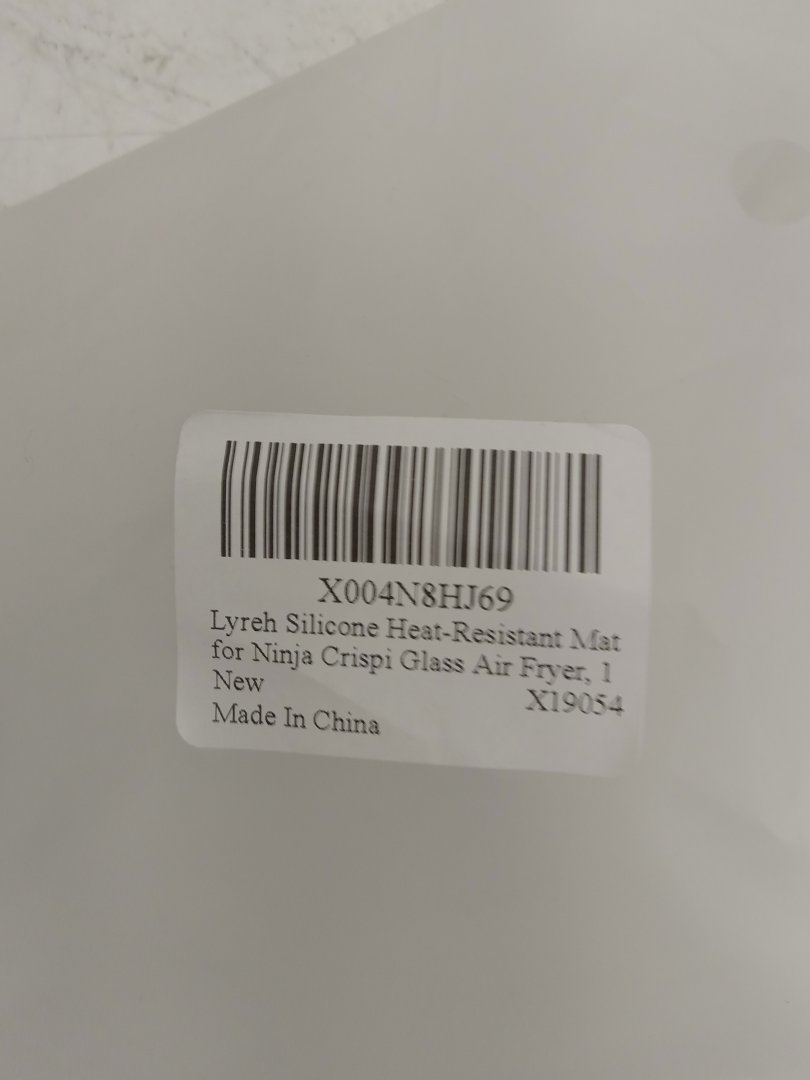 X004N8HJ69
Lyreh Silicone Heat-Resistant Mat
for Ninja Crispi Glass Air Fryer, 1
New
X19054
Made In China